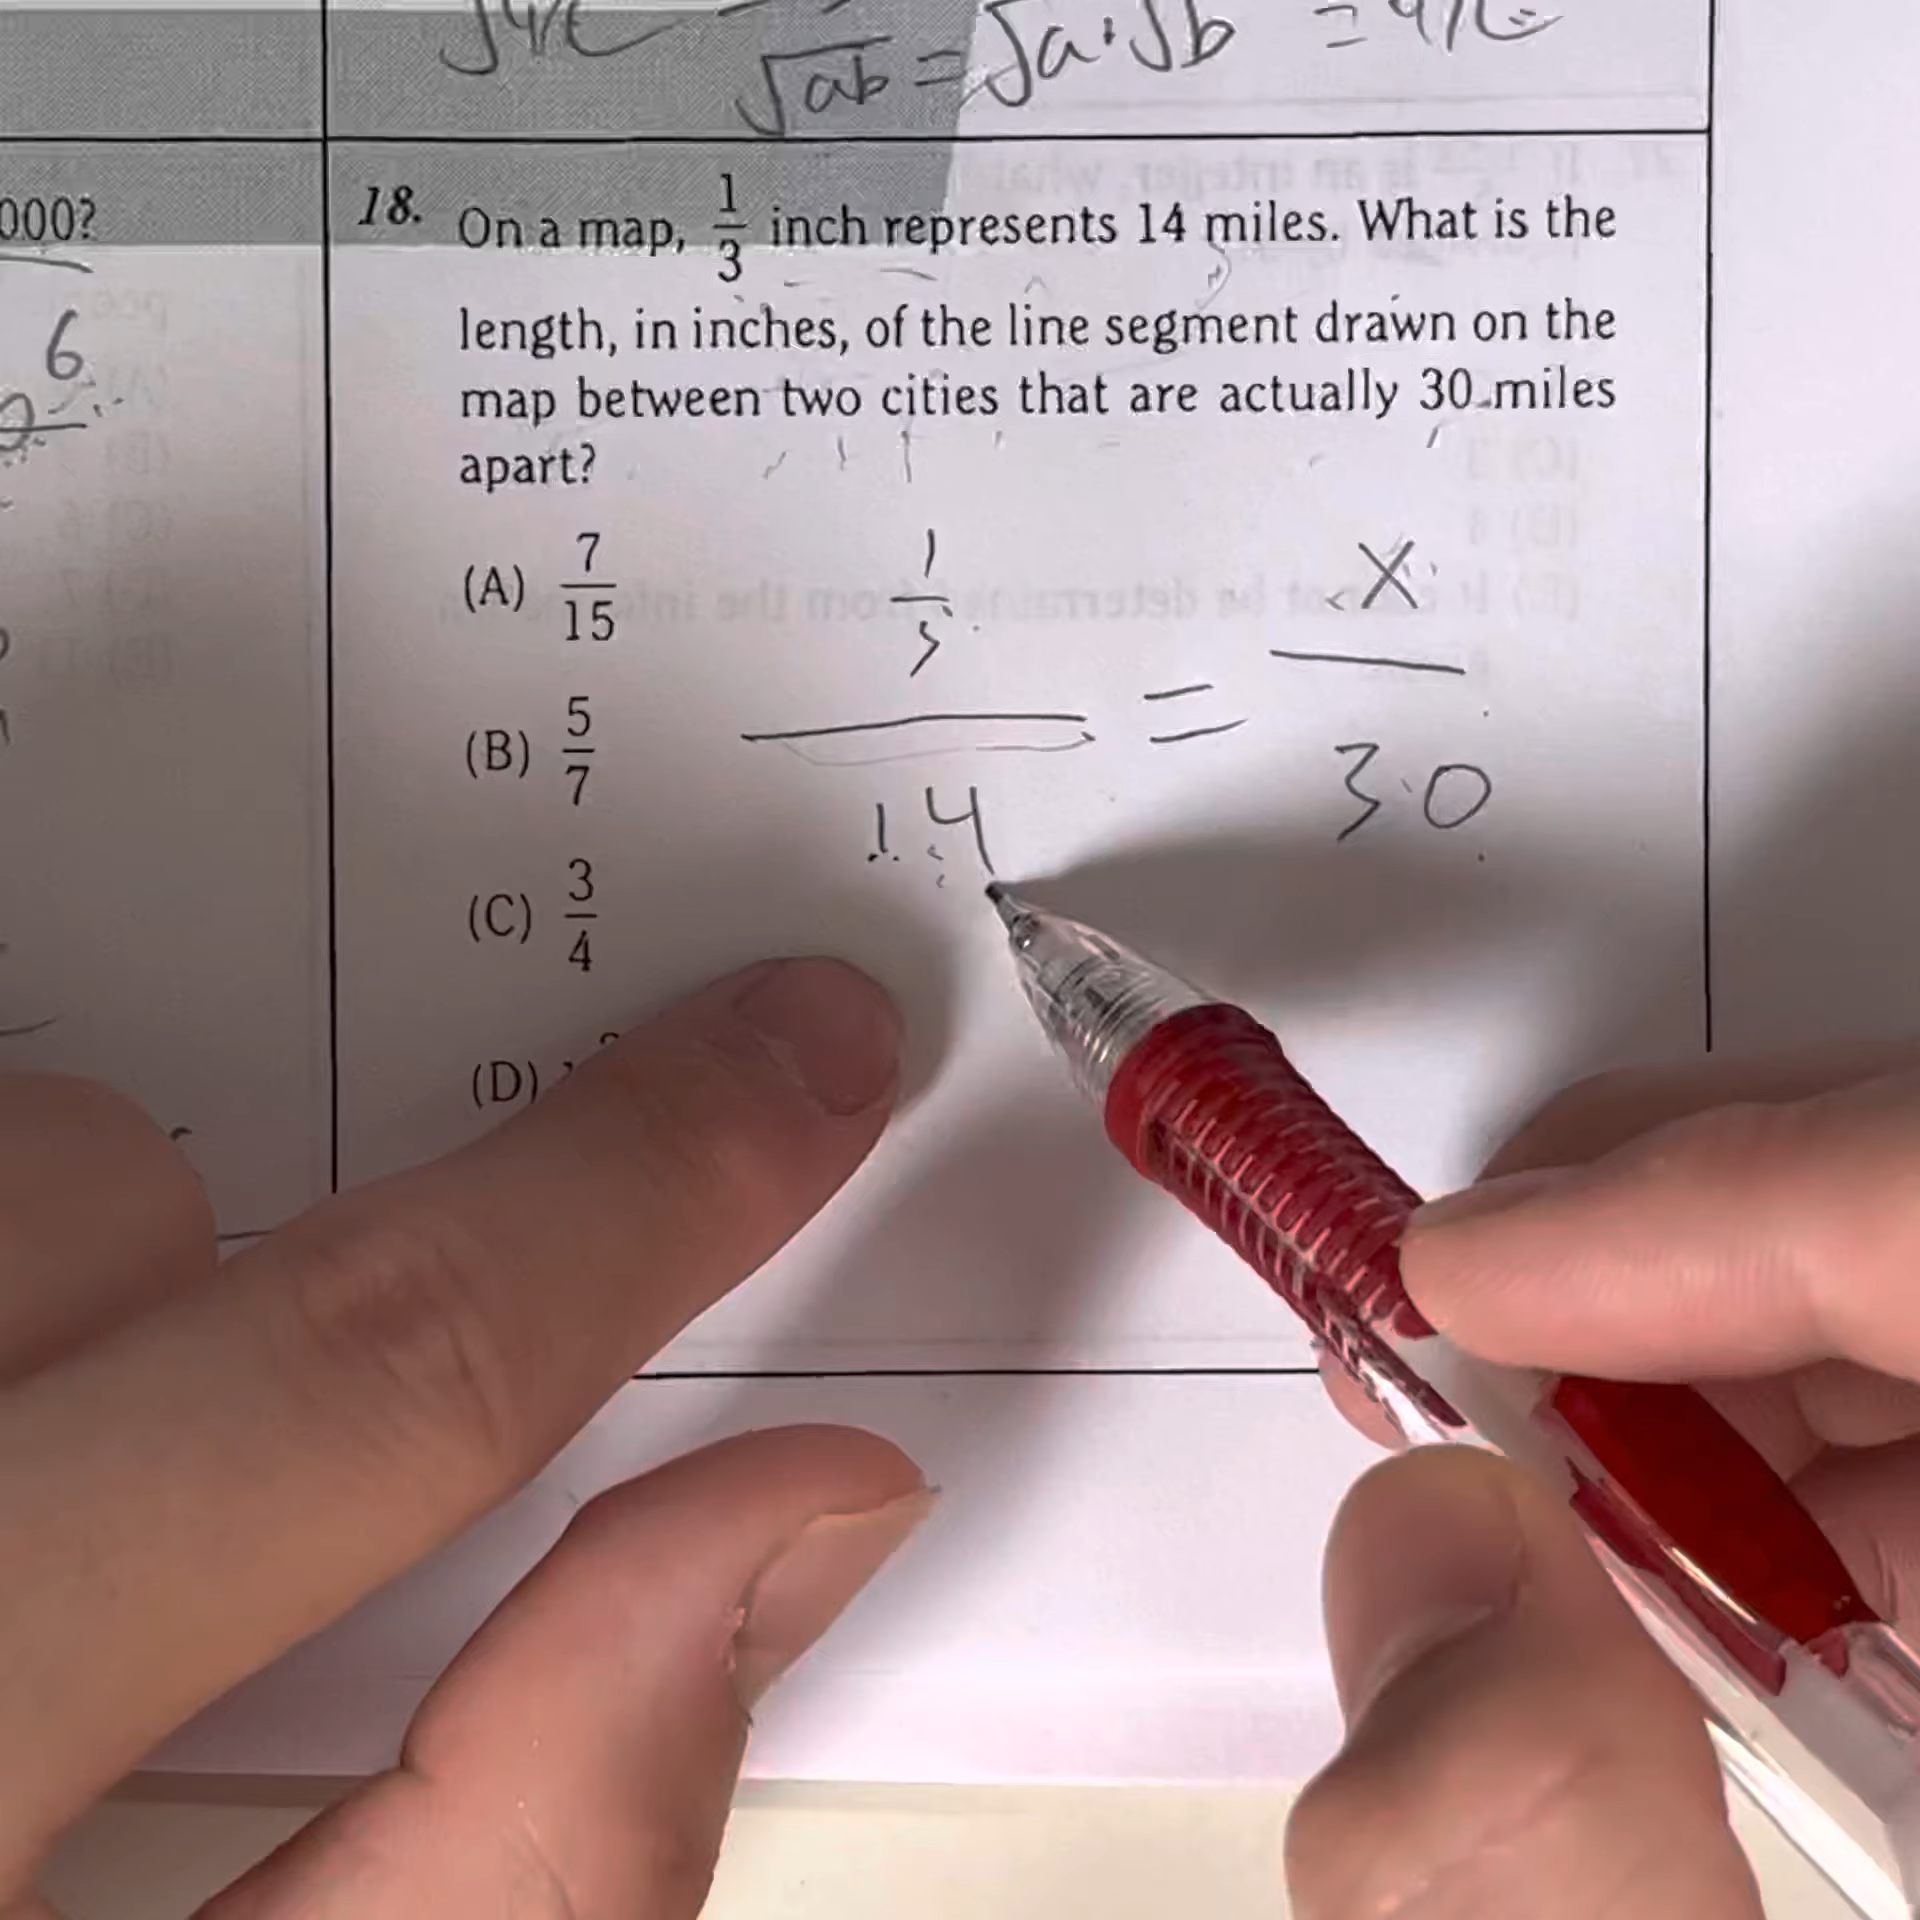 √ab = √a · √b
000?
6
18. On a map, 1/3 inch represents 14 miles. What is the
length, in inches, of the line segment drawn on the
map between two cities that are actually 30 miles
apart?
(A) 7/15
(B) 5/7
(C) 3/4
(D)
1/3 / 14 = x / 30